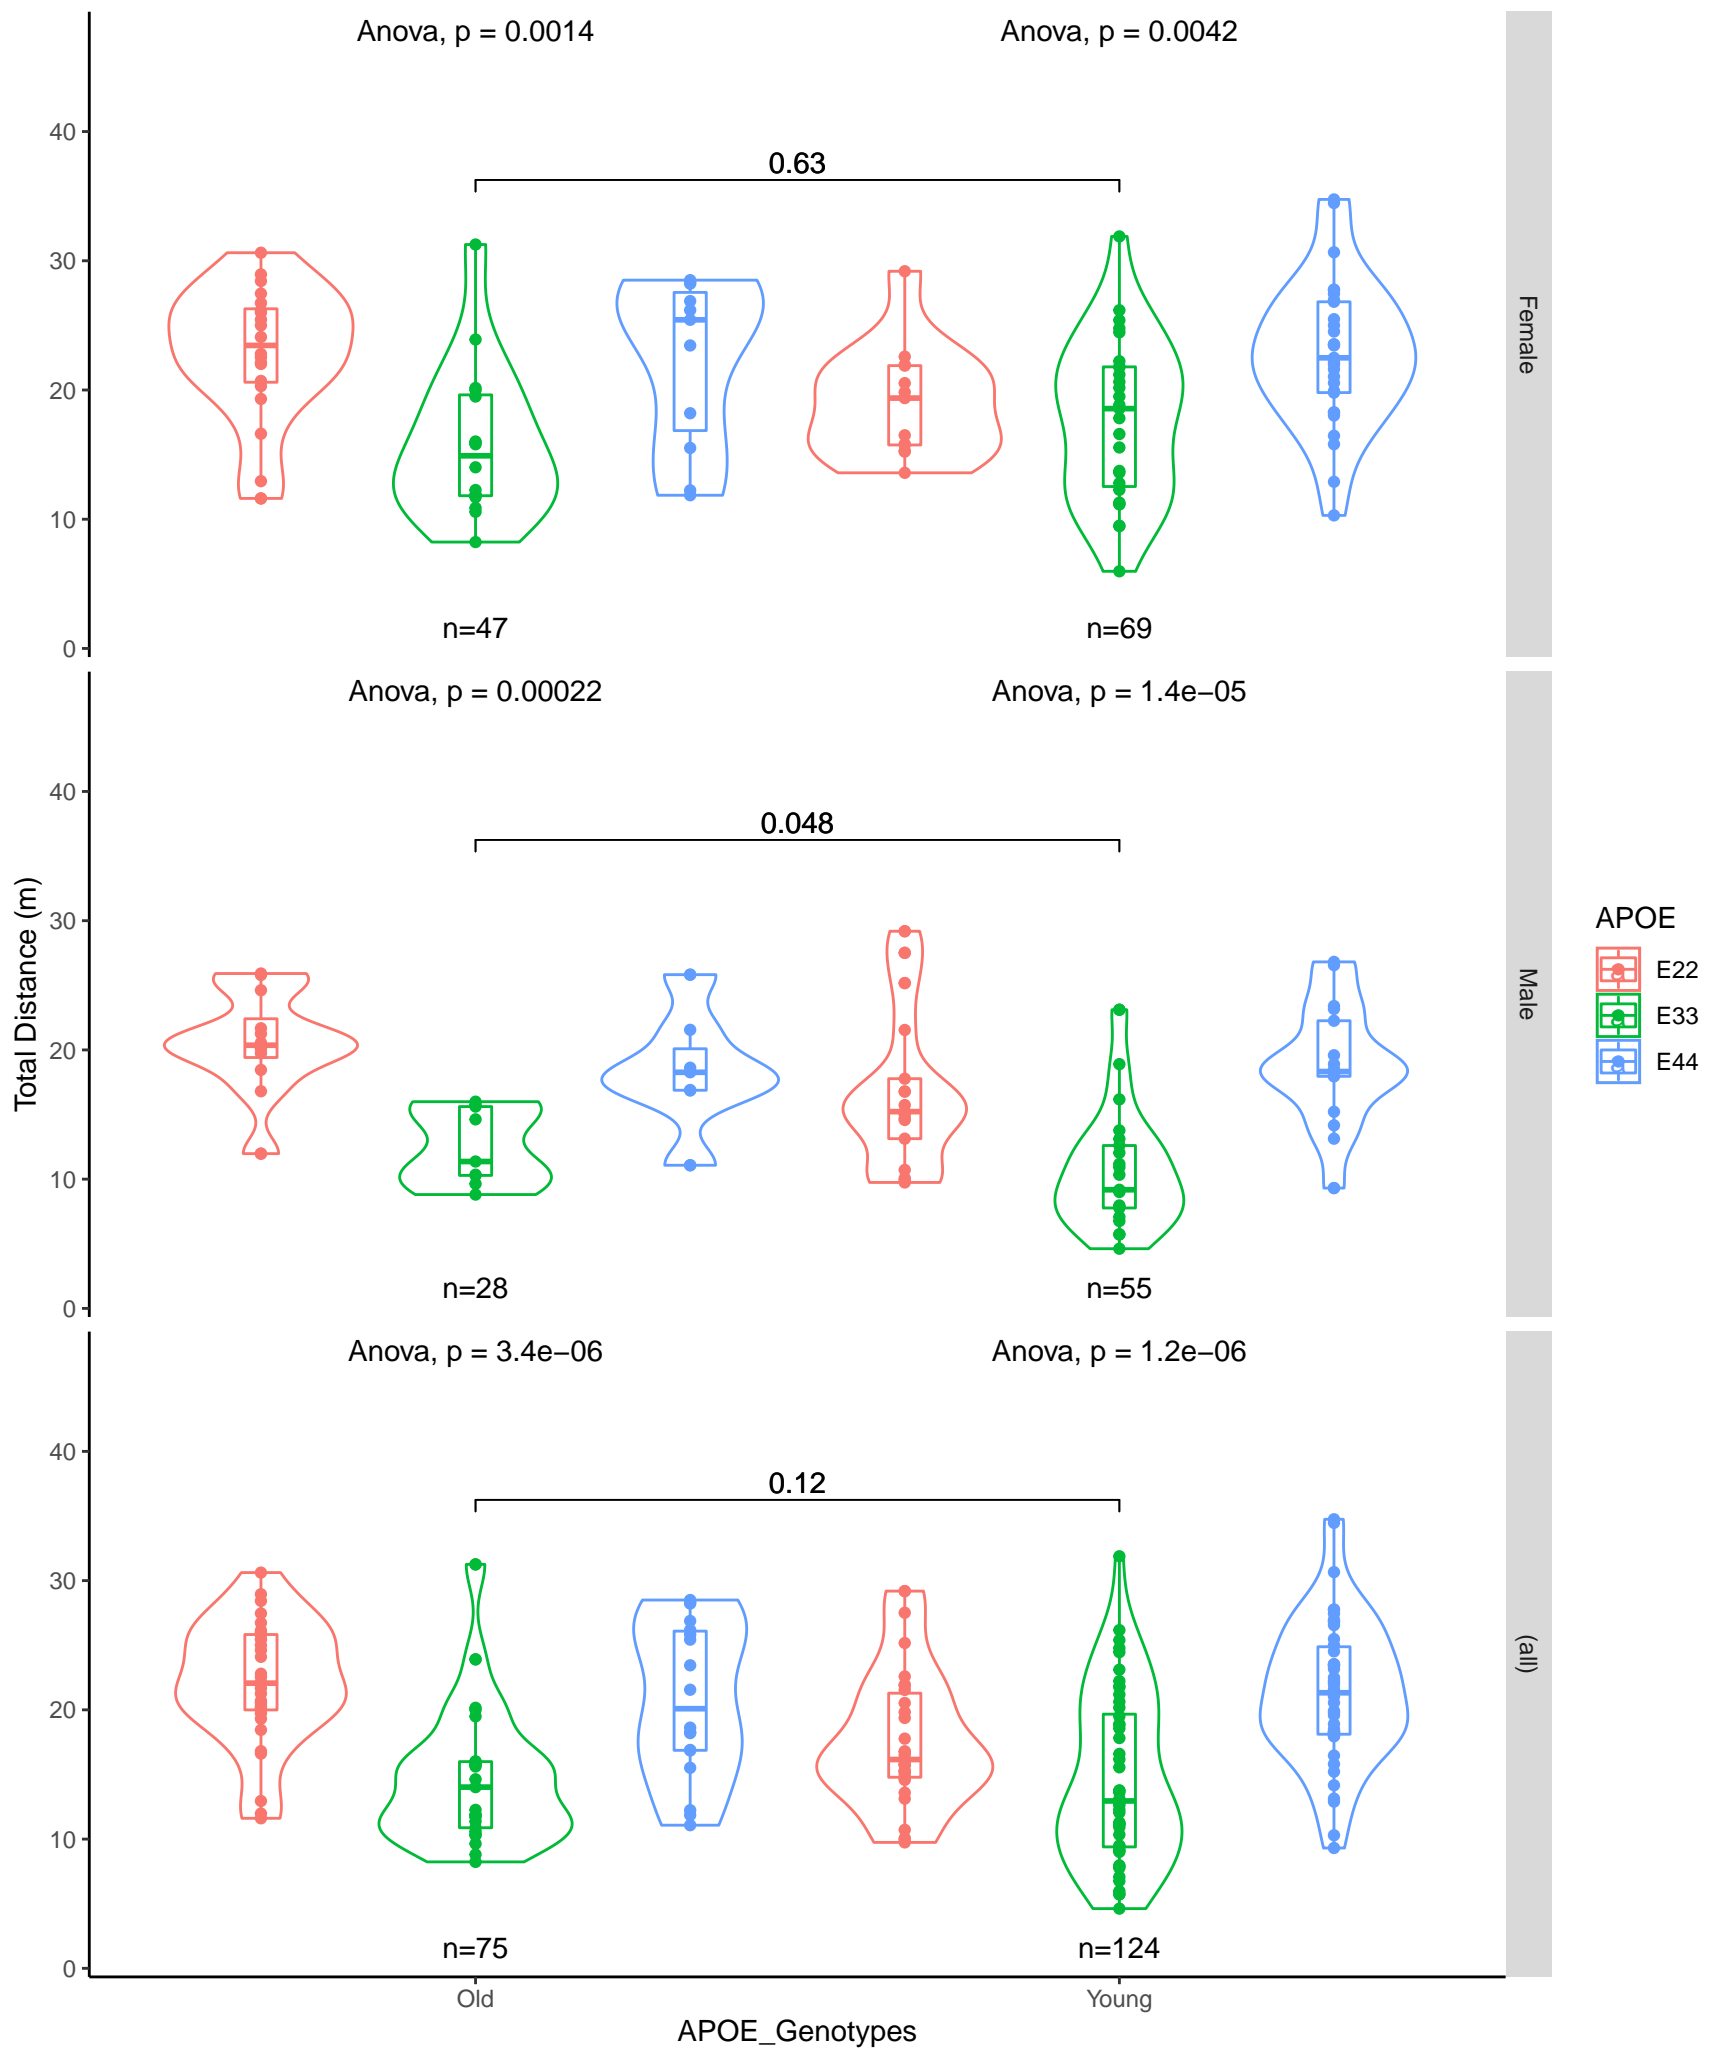 Anova, p = 0.0014
Anova, p = 0.0042
40
30
20
10
0
0.63
n=47
n=69
Female
Anova, p = 0.00022
Anova, p = 1.4e−05
40
30
20
10
0
0.048
n=28
n=55
Male
Total Distance (m)
Anova, p = 3.4e−06
Anova, p = 1.2e−06
40
30
20
10
0
0.12
n=75
n=124
(all)
Old
Young
APOE_Genotypes
APOE
E22
E33
E44